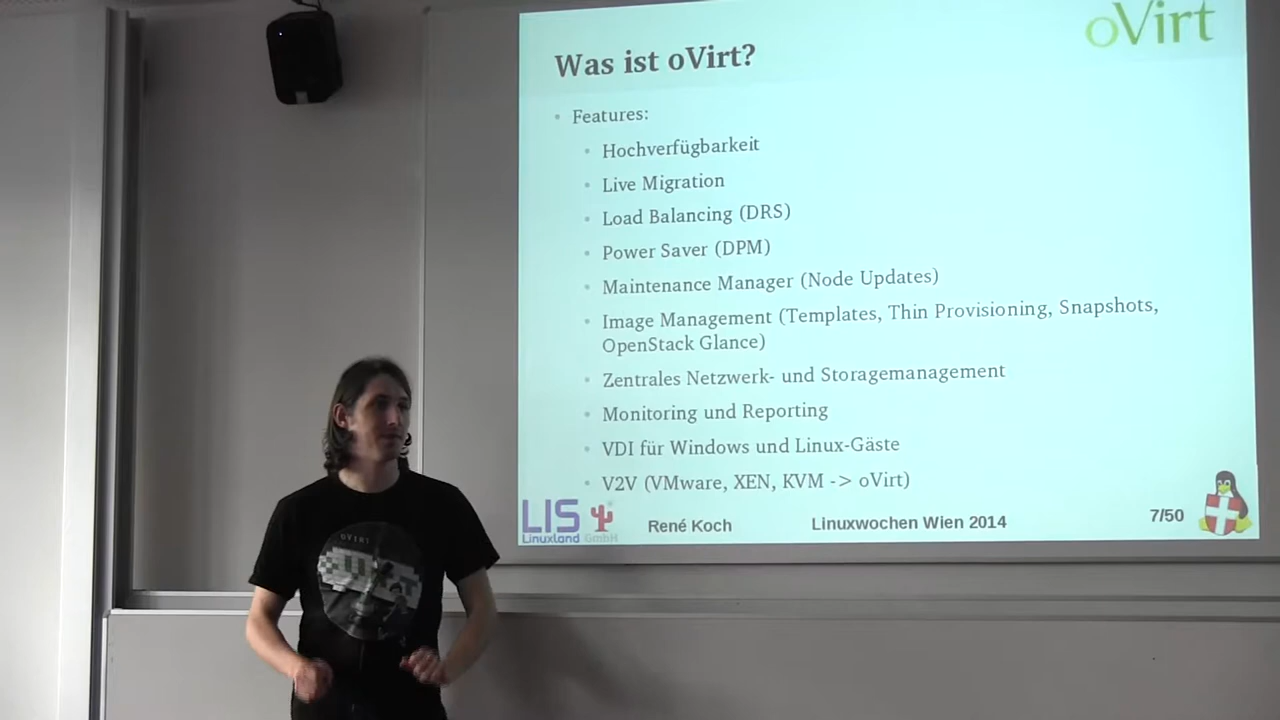 oVirt
Was ist oVirt?
Features:
Hochverfügbarkeit
Live Migration
Load Balancing (DRS)
Power Saver (DPM)
Maintenance Manager (Node Updates)
Image Management (Templates, Thin Provisioning, Snapshots,
OpenStack Glance)
Zentrales Netzwerk- und Storagemanagement
Monitoring und Reporting
VDI für Windows und Linux-Gäste
V2V (VMware, XEN, KVM -> oVirt)
LIS
Linuxland GmbH
René Koch
Linuxwochen Wien 2014
7/50
OVIRT